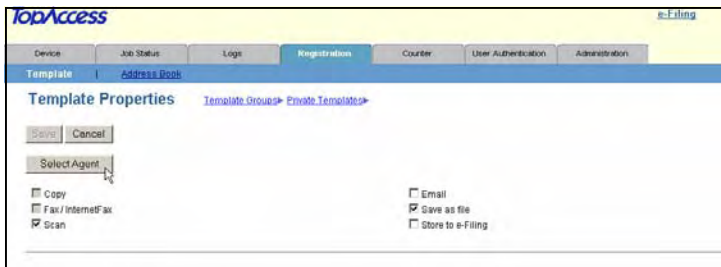 TopAccess
e-Filing
Device Job Status Logs Registration Counter User Authentication Administration
Template | Address Book
Template Properties Template Groups Private Templates
Save Cancel
Select Agent
Copy Email
Fax / InternetFax Save as file
Scan Store to e-Filing